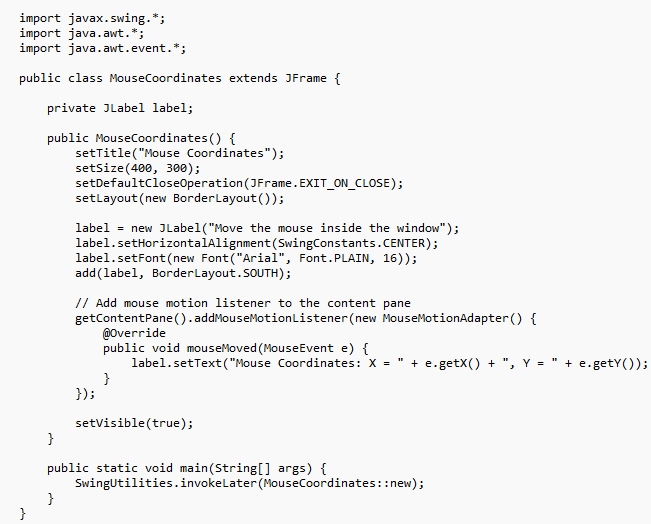 import javax.swing.*;
import java.awt.*;
import java.awt.event.*;

public class MouseCoordinates extends JFrame {

    private JLabel label;

    public MouseCoordinates() {
        setTitle("Mouse Coordinates");
        setSize(400, 300);
        setDefaultCloseOperation(JFrame.EXIT_ON_CLOSE);
        setLayout(new BorderLayout());

        label = new JLabel("Move the mouse inside the window");
        label.setHorizontalAlignment(SwingConstants.CENTER);
        label.setFont(new Font("Arial", Font.PLAIN, 16));
        add(label, BorderLayout.SOUTH);

        // Add mouse motion listener to the content pane
        getContentPane().addMouseMotionListener(new MouseMotionAdapter() {
            @Override
            public void mouseMoved(MouseEvent e) {
                label.setText("Mouse Coordinates: X = " + e.getX() + ", Y = " + e.getY());
            }
        });

        setVisible(true);
    }

    public static void main(String[] args) {
        SwingUtilities.invokeLater(MouseCoordinates::new);
    }
}